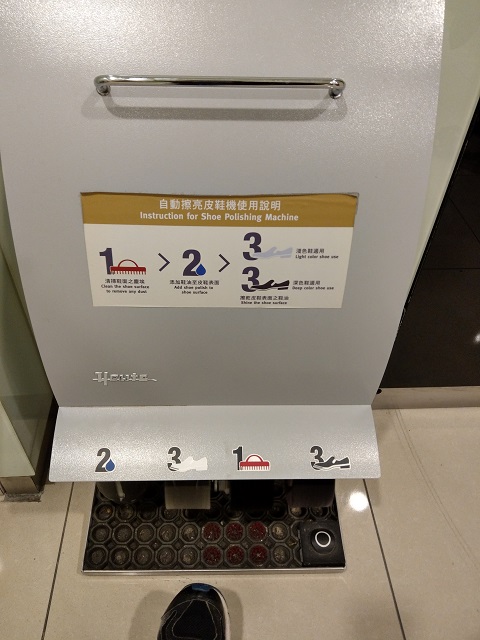 自動擦亮皮鞋機使用說明
Instruction for Shoe Polishing Machine
1 > 2 > 3
清掃鞋面之塵埃
Clean the shoe surface
to remove any dust
添加鞋油至皮鞋表面
Add shoe polish to
shoe surface
淺色鞋適用
Light color shoe use
3
深色鞋適用
Deep color shoe use
擦乾皮鞋表面之鞋油
Shine the shoe surface
Hauto
2 3 1 3